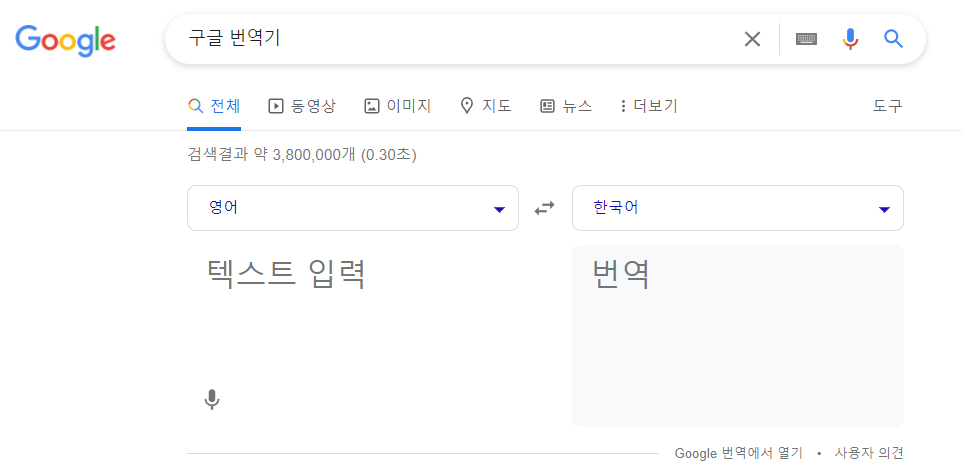 Google
구글 번역기
전체 동영상 이미지 지도 뉴스 더보기 도구
검색결과 약 3,800,000개 (0.30초)
영어 한국어
텍스트 입력 번역
Google 번역에서 열기 • 사용자 의견